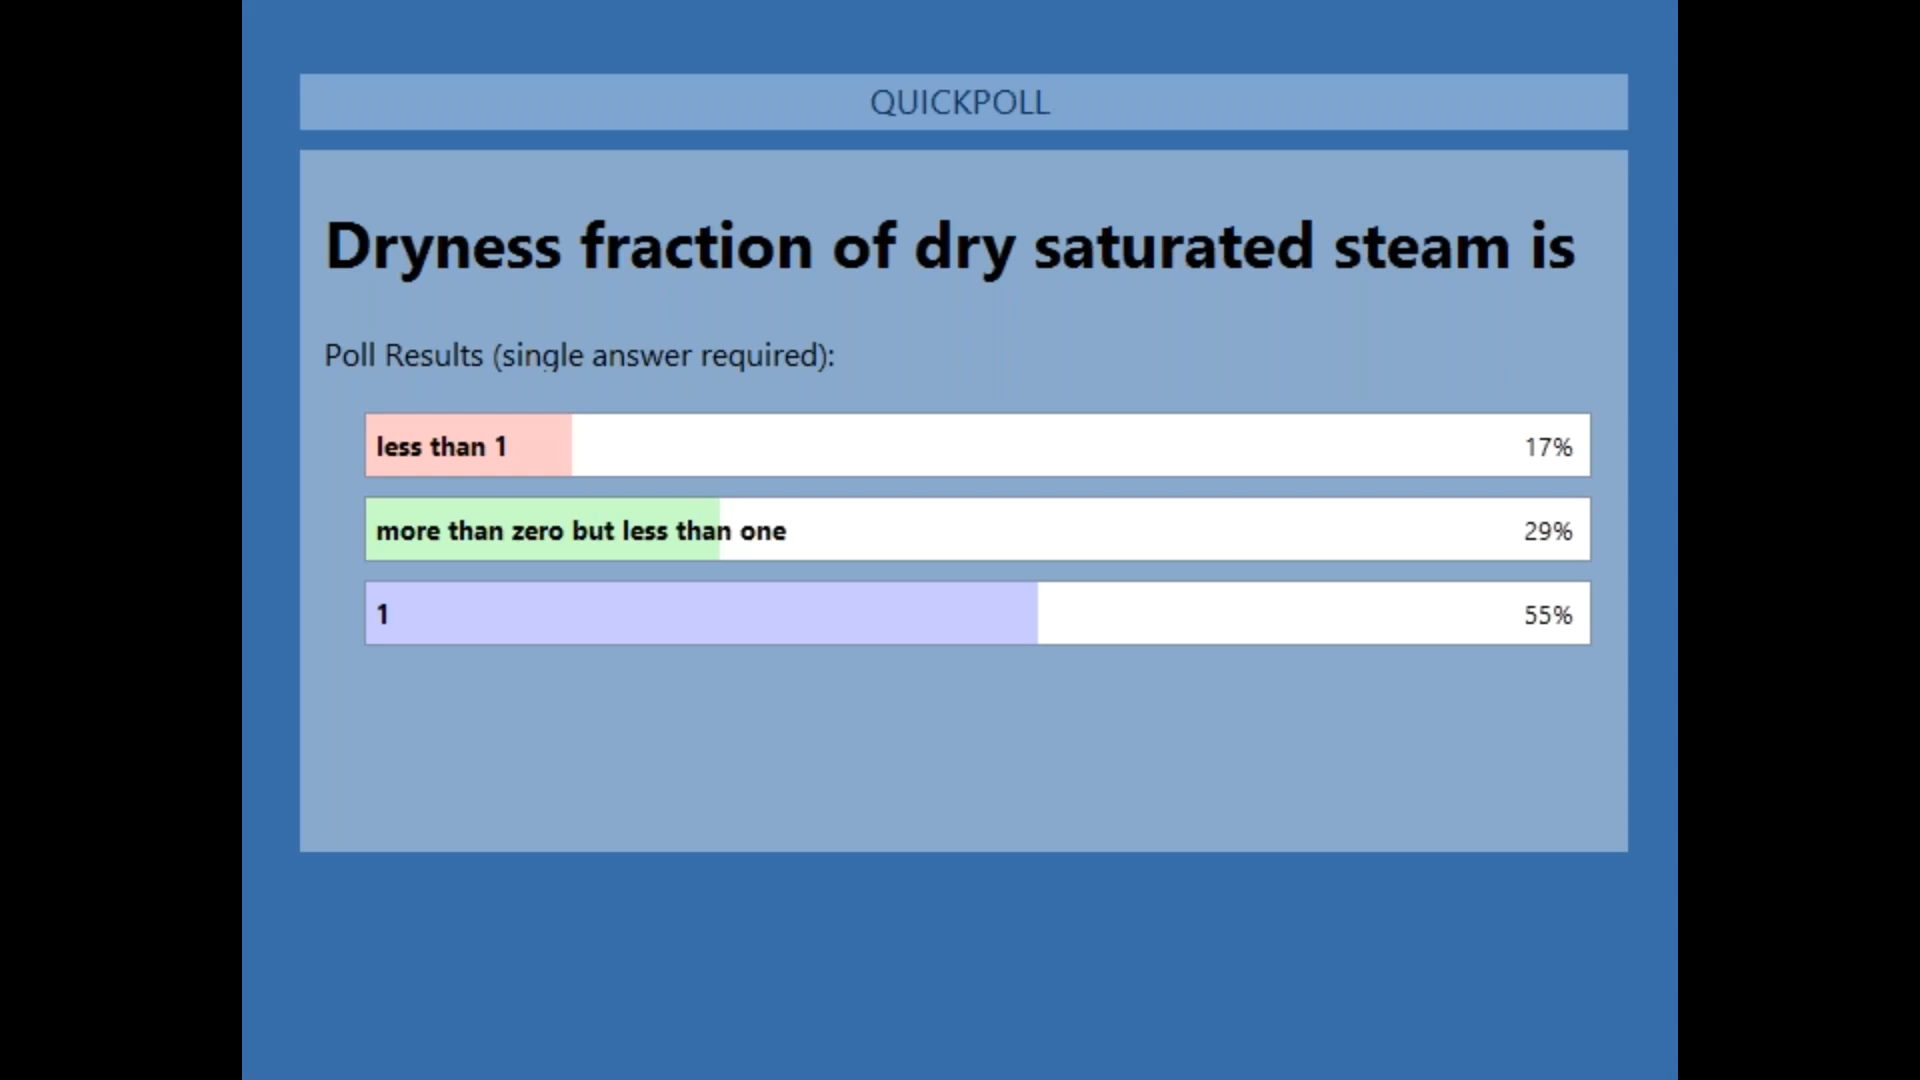 QUICKPOLL
Dryness fraction of dry saturated steam is
Poll Results (single answer required):
less than 1 17%
more than zero but less than one 29%
1 55%